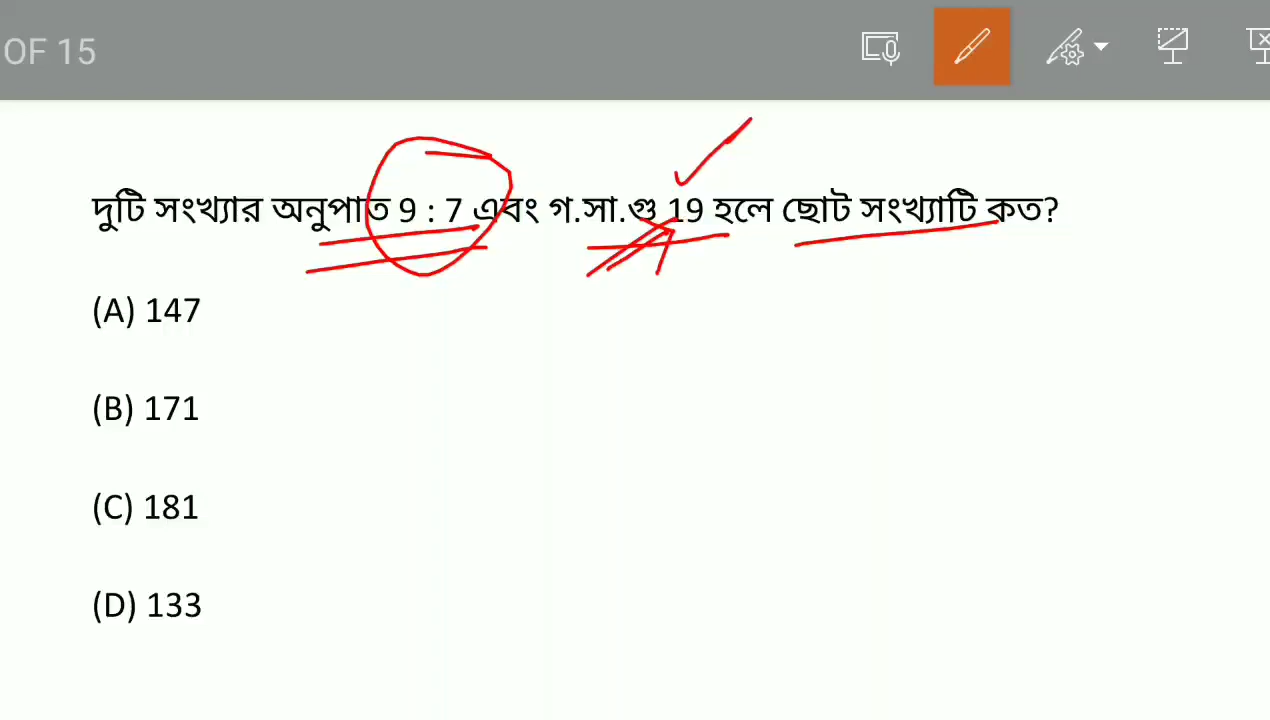 OF 15
দুটি সংখ্যার অনুপাত 9 : 7 এবং গ.সা.গু 19 হলে ছোট সংখ্যাটি কত?
(A) 147
(B) 171
(C) 181
(D) 133